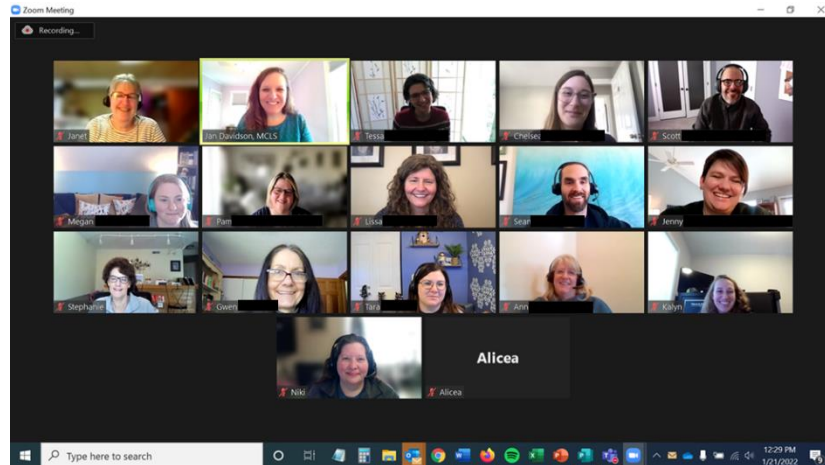 Zoom Meeting
Recording...
Janet
Jan Davidson, MCLS
Tessa
Chelsea
Scott
Megan
Pam
Lissa
Sean
Jenny
Stephanie
Gwen
Tara
Ann
Kalyn
Niki
Alicea
Alicea
Type here to search
12:29 PM
1/21/2022